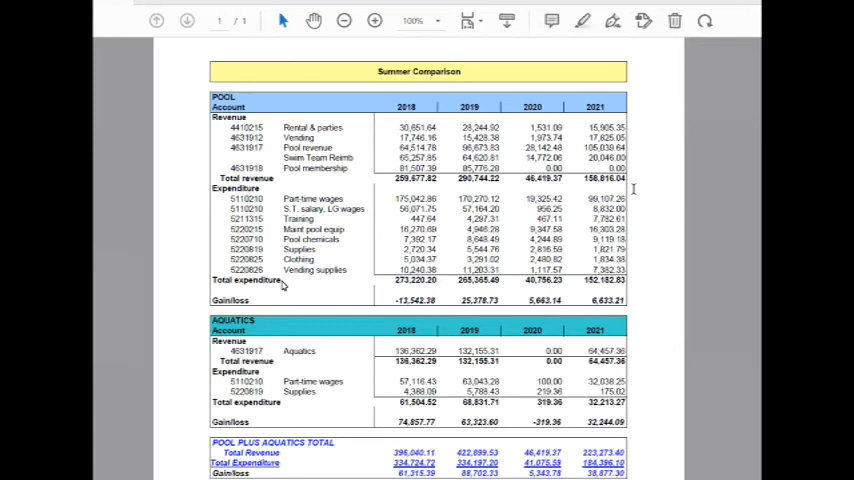 1 / 1 100%
Summer Comparison
POOL
Account 2018 2019 2020 2021
Revenue
4410215 Rental & parties 30,651.64 28,244.92 1,531.09 15,905.35
4631912 Vending 17,746.16 15,428.38 1,973.74 17,825.05
4631917 Pool revenue 64,514.78 96,673.83 28,142.48 105,039.64
Swim Team Reimb 65,257.85 64,620.81 14,772.06 20,046.00
4631918 Pool membership 81,507.39 85,776.28 0.00 0.00
Total revenue 259,677.82 290,744.22 46,419.37 158,816.04
Expenditure
5110210 Part-time wages 175,042.86 170,270.12 19,325.42 99,107.26
5110210 S.T. salary, LG wages 56,071.75 57,164.20 956.25 8,832.00
5211315 Training 447.64 4,297.31 467.11 7,782.61
5220215 Maint pool equip 16,270.69 4,946.28 9,347.58 16,303.28
5220710 Pool chemicals 7,392.17 8,648.49 4,244.89 9,119.18
5220819 Supplies 2,720.34 5,544.76 2,816.59 1,821.79
5220825 Clothing 5,034.37 3,291.02 2,480.82 1,834.38
5220826 Vending supplies 10,240.38 11,203.31 1,117.57 7,382.33
Total expenditure 273,220.20 265,365.49 40,756.23 152,182.83
Gain/loss -13,542.38 25,378.73 5,663.14 6,633.21
AQUATICS
Account 2018 2019 2020 2021
Revenue
4631917 Aquatics 136,362.29 132,155.31 0.00 64,457.36
Total revenue 136,362.29 132,155.31 0.00 64,457.36
Expenditure
5110210 Part-time wages 57,116.43 63,043.28 100.00 32,038.25
5220819 Supplies 4,388.09 5,788.43 219.36 175.02
Total expenditure 61,504.52 68,831.71 319.36 32,213.27
Gain/loss 74,857.77 63,323.60 -319.36 32,244.09
POOL PLUS AQUATICS TOTAL
Total Revenue 396,040.11 422,899.53 46,419.37 223,273.40
Total Expenditure 334,724.72 334,197.20 41,075.59 184,396.10
Gain/loss 61,315.39 88,702.33 5,343.78 38,877.30